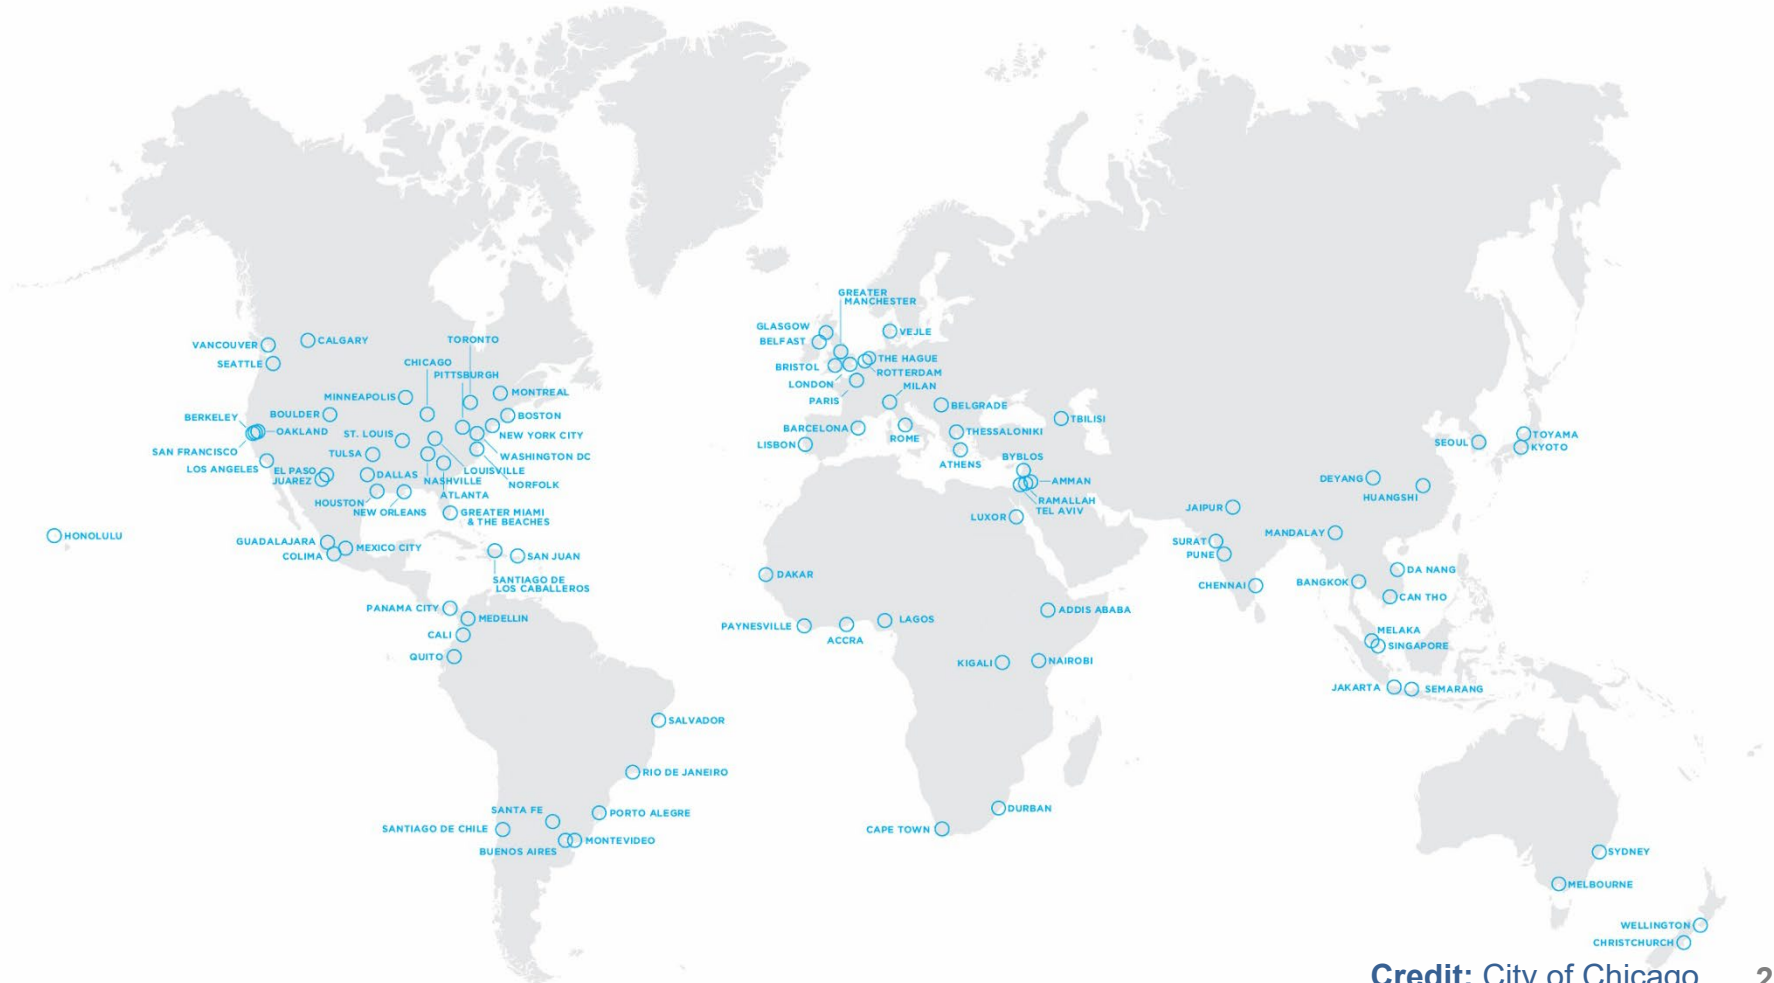 GREATER
MANCHESTER
GLASGOW
VEJLE
BELFAST
VANCOUVER
CALGARY
TORONTO
SEATTLE
CHICAGO
THE HAGUE
BRISTOL
PITTSBURGH
ROTTERDAM
LONDON
MILAN
MINNEAPOLIS
MONTREAL
PARIS
BELGRADE
BERKELEY
BOULDER
BOSTON
TBILISI
OAKLAND
ST. LOUIS
NEW YORK CITY
BARCELONA
ROME
THESSALONIKI
TOYAMA
SEOUL
LISBON
KYOTO
SAN FRANCISCO
TULSA
WASHINGTON DC
BYBLOS
ATHENS
LOS ANGELES
EL PASO
LOUISVILLE
JUAREZ
DALLAS
NASHVILLE
NORFOLK
AMMAN
DEYANG
ATLANTA
HUANGSHI
HOUSTON
RAMALLAH
NEW ORLEANS
GREATER MIAMI
& THE BEACHES
TEL AVIV
JAIPUR
LUXOR
HONOLULU
MANDALAY
GUADALAJARA
MEXICO CITY
SURAT
COLIMA
SAN JUAN
PUNE
DAKAR
DA NANG
SANTIAGO DE
LOS CABALLEROS
CHENNAI
BANGKOK
CAN THO
PANAMA CITY
ADDIS ABABA
MEDELLIN
LAGOS
PAYNESVILLE
CALI
ACCRA
MELAKA
SINGAPORE
QUITO
KIGALI
NAIROBI
JAKARTA
SEMARANG
SALVADOR
RIO DE JANEIRO
SANTA FE
PORTO ALEGRE
DURBAN
SANTIAGO DE CHILE
CAPE TOWN
MONTEVIDEO
BUENOS AIRES
SYDNEY
MELBOURNE
WELLINGTON
CHRISTCHURCH
Credit: City of Chicago
2